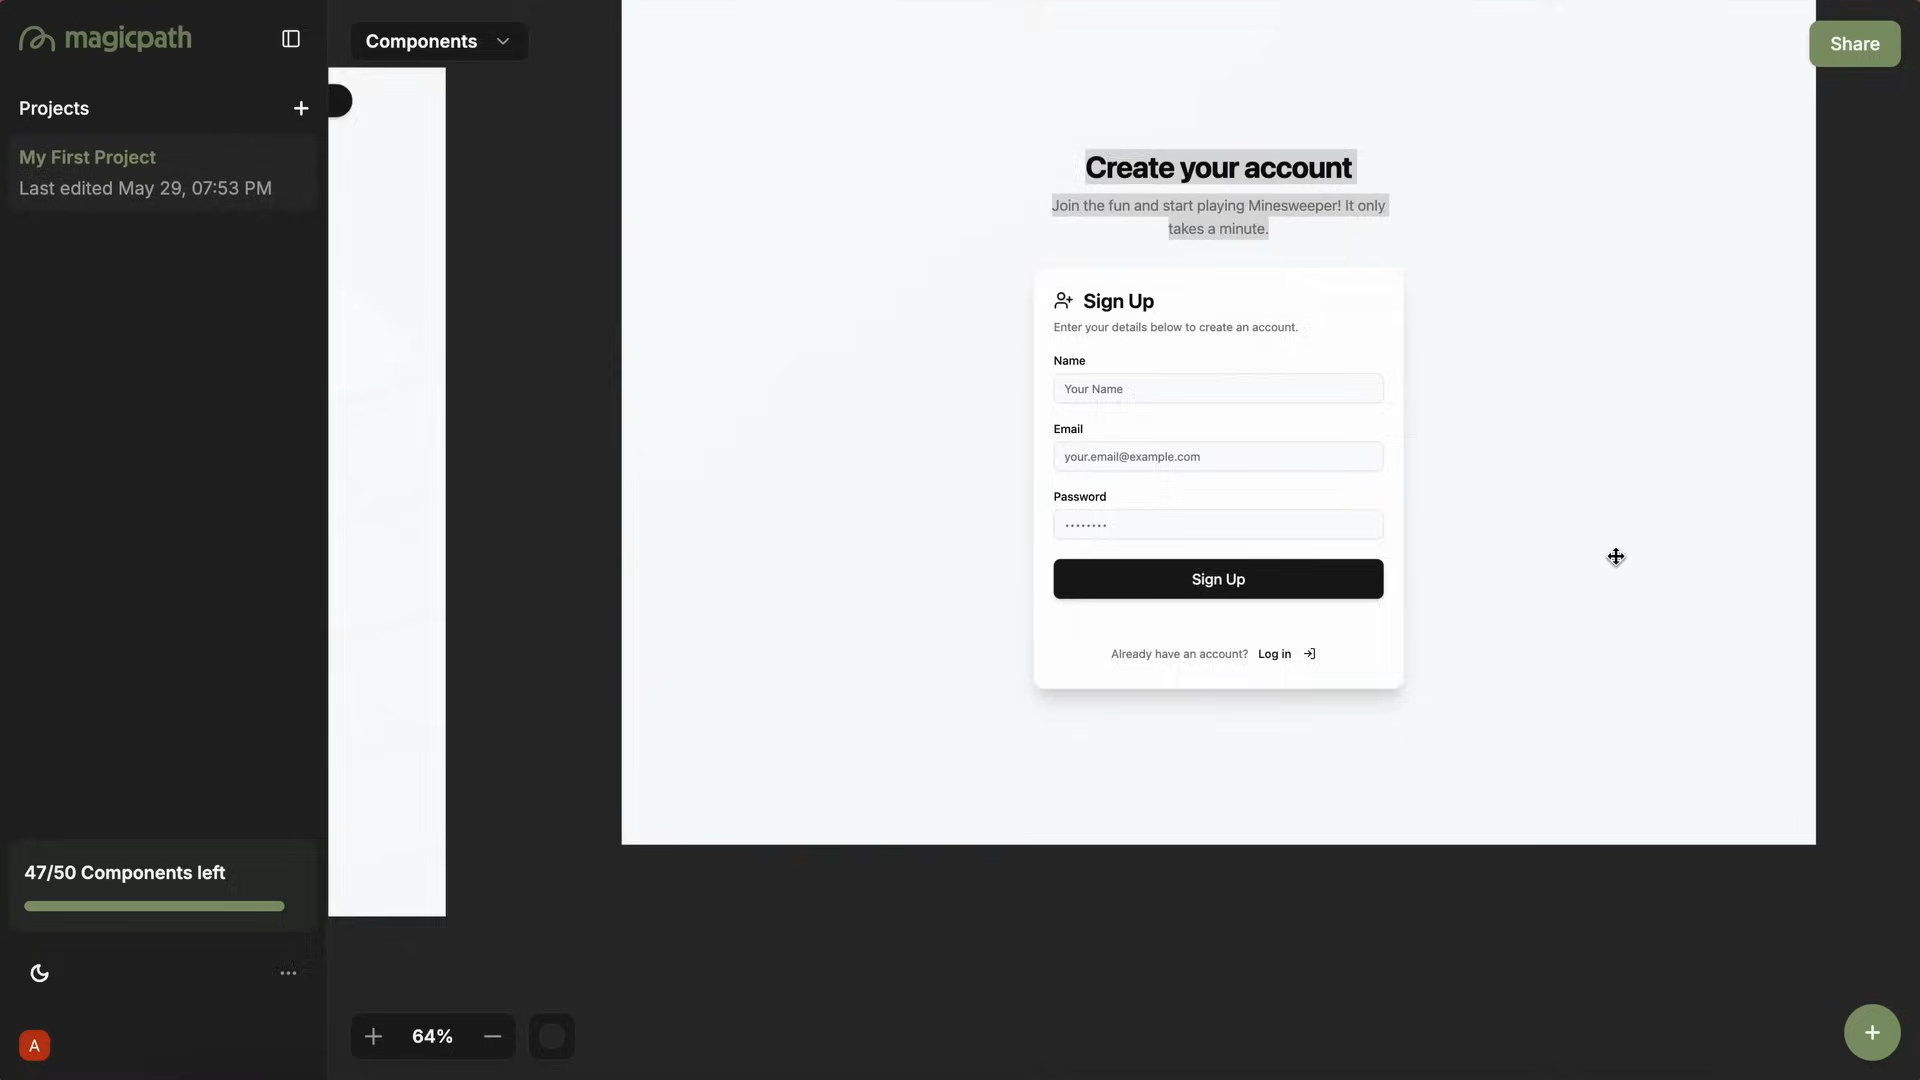 magicpath
Projects
My First Project
Last edited May 29, 07:53 PM
47/50 Components left
A
Components
Share
Create your account
Join the fun and start playing Minesweeper! It only
takes a minute.
Sign Up
Enter your details below to create an account.
Name
Your Name
Email
your.email@example.com
Password
••••••••
Sign Up
Already have an account? Log in
64%